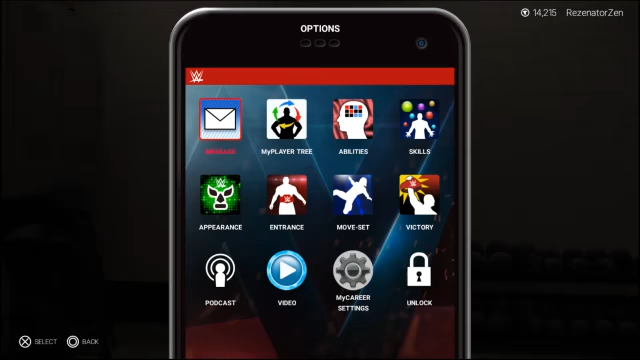 OPTIONS
14,215 RezenatorZen
MESSAGE MyPLAYER TREE ABILITIES SKILLS
APPEARANCE ENTRANCE MOVE-SET VICTORY
PODCAST VIDEO MyCAREER SETTINGS UNLOCK
SELECT BACK